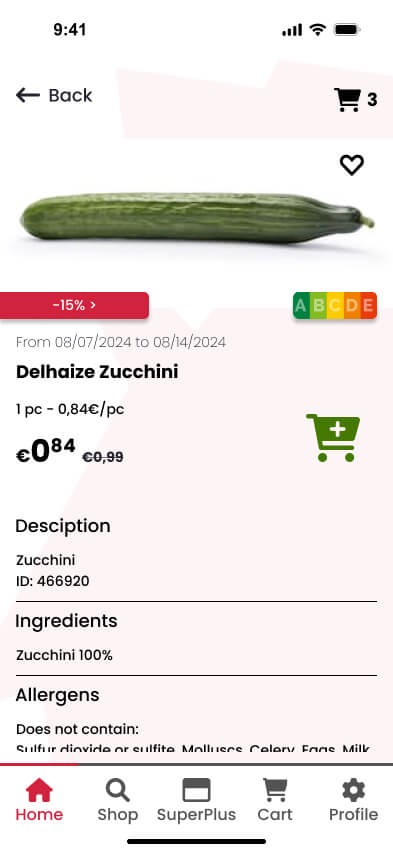 9:41
Back
3
-15% >
A B C D E
From 08/07/2024 to 08/14/2024
Delhaize Zucchini
1 pc - 0,84€/pc
€0⁸⁴ €0,99
Desciption
Zucchini
ID: 466920
Ingredients
Zucchini 100%
Allergens
Does not contain:
Sulfur dioxide or sulfite, Molluscs, Celery, Eggs, Milk,
Home Shop SuperPlus Cart Profile